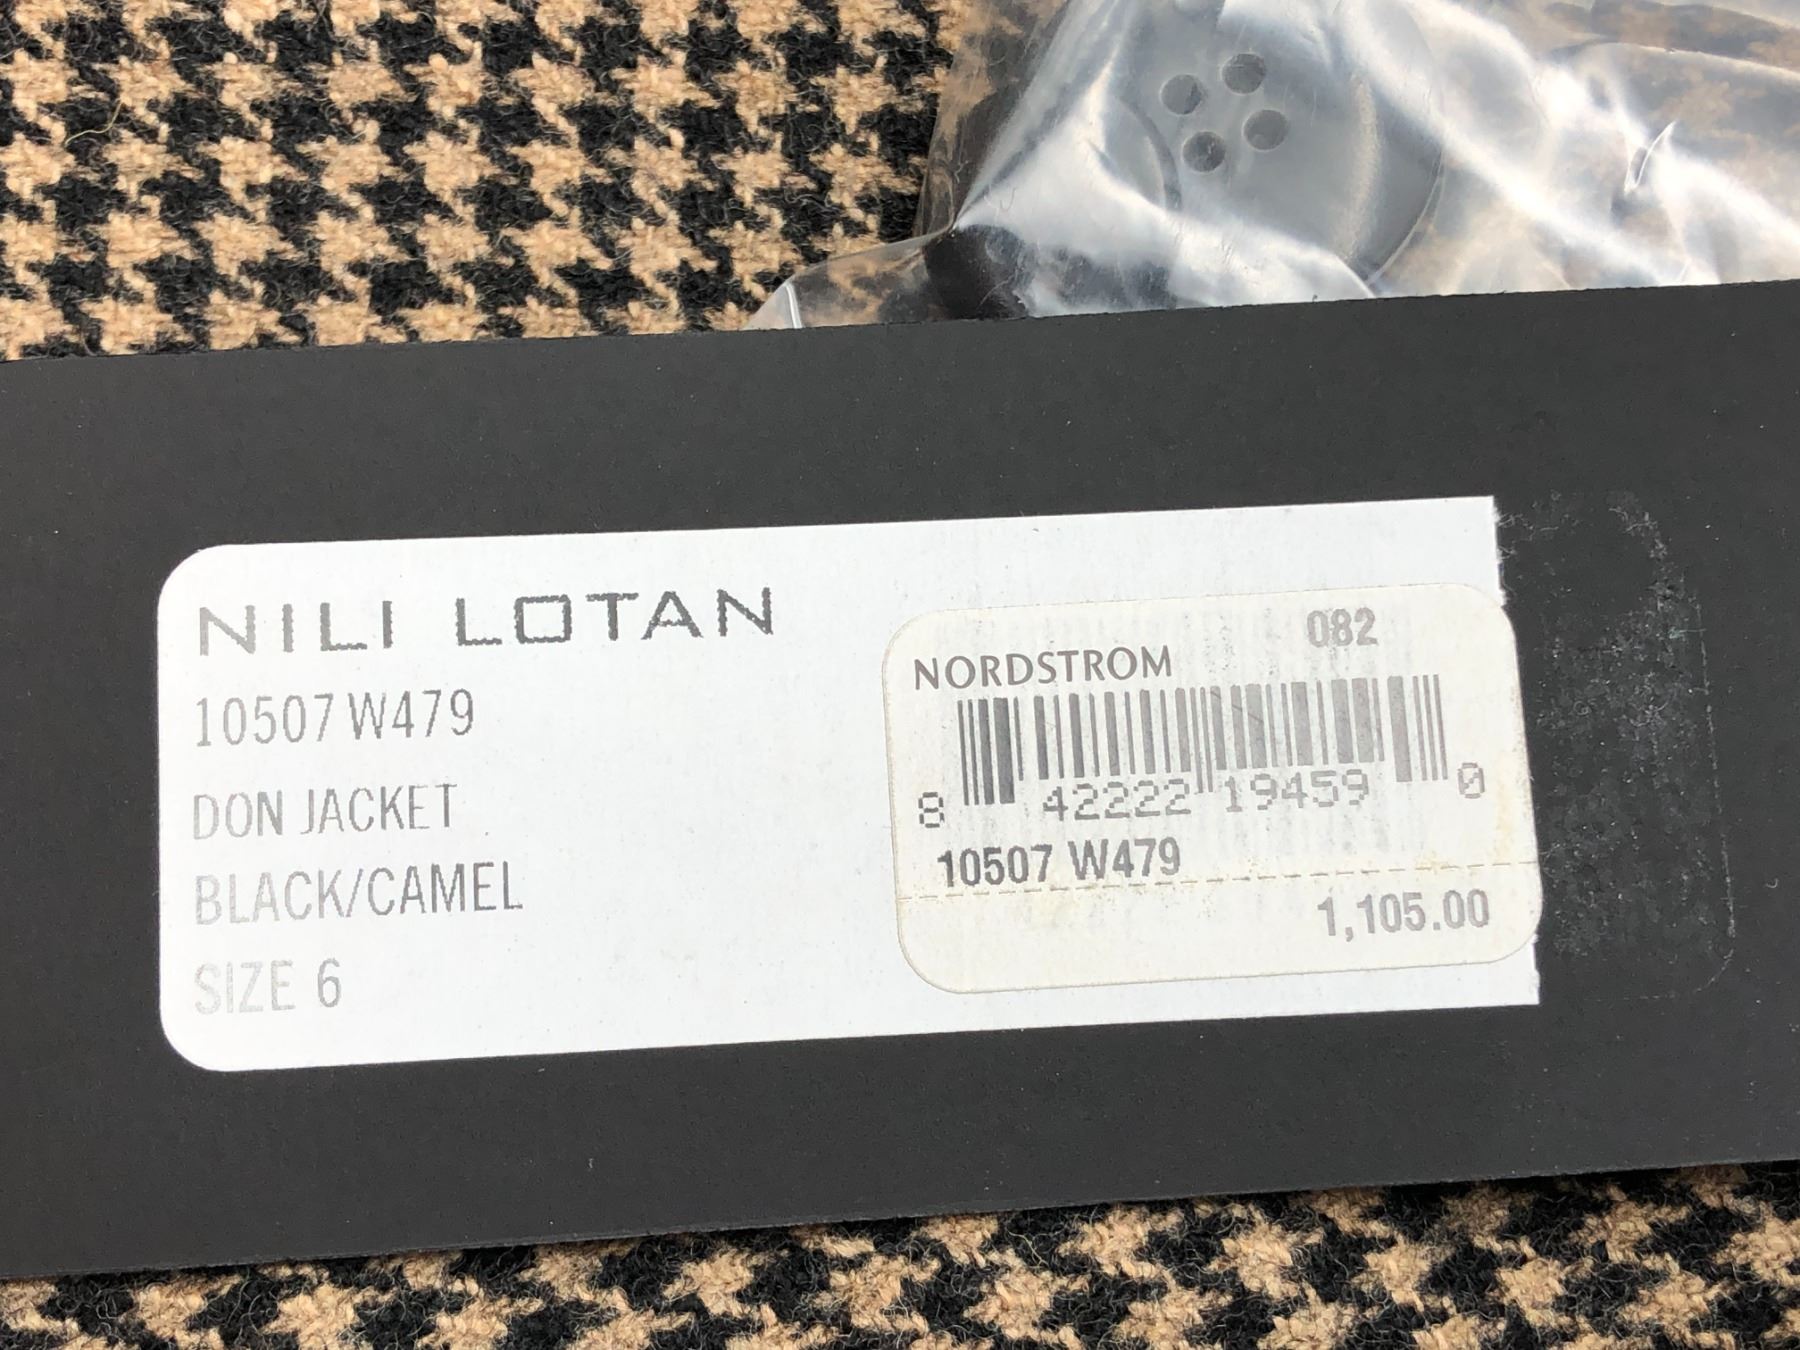 NILI LOTAN
10507 W479
DON JACKET
BLACK/CAMEL
SIZE 6
082
NORDSTROM
8 42222 19459 0
10507 W479
1,105.00